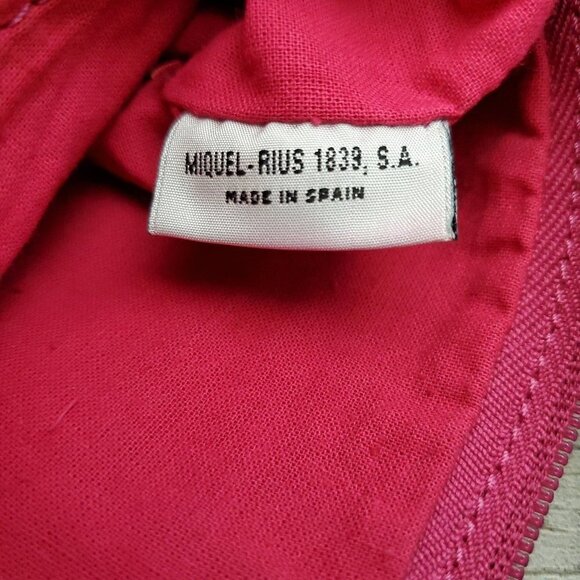 MIQUEL-RIUS 1839, S.A.
MADE IN SPAIN